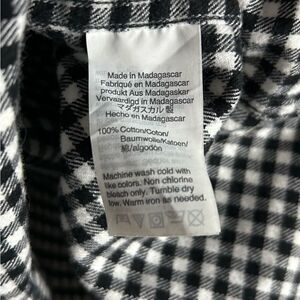 Made in Madagascar
Fabriqué en Madagascar
produkt Aus Madagaskar
Vervaardigd in Madagascar
マダガスカル 製
Hecho en Madagascar
100% Cotton/Coton/
Baumwolle/Katoen/
綿/algodón
Machine wash cold with
like colors. Non chlorine
bleach only. Tumble dry
low. Warm iron as needed.